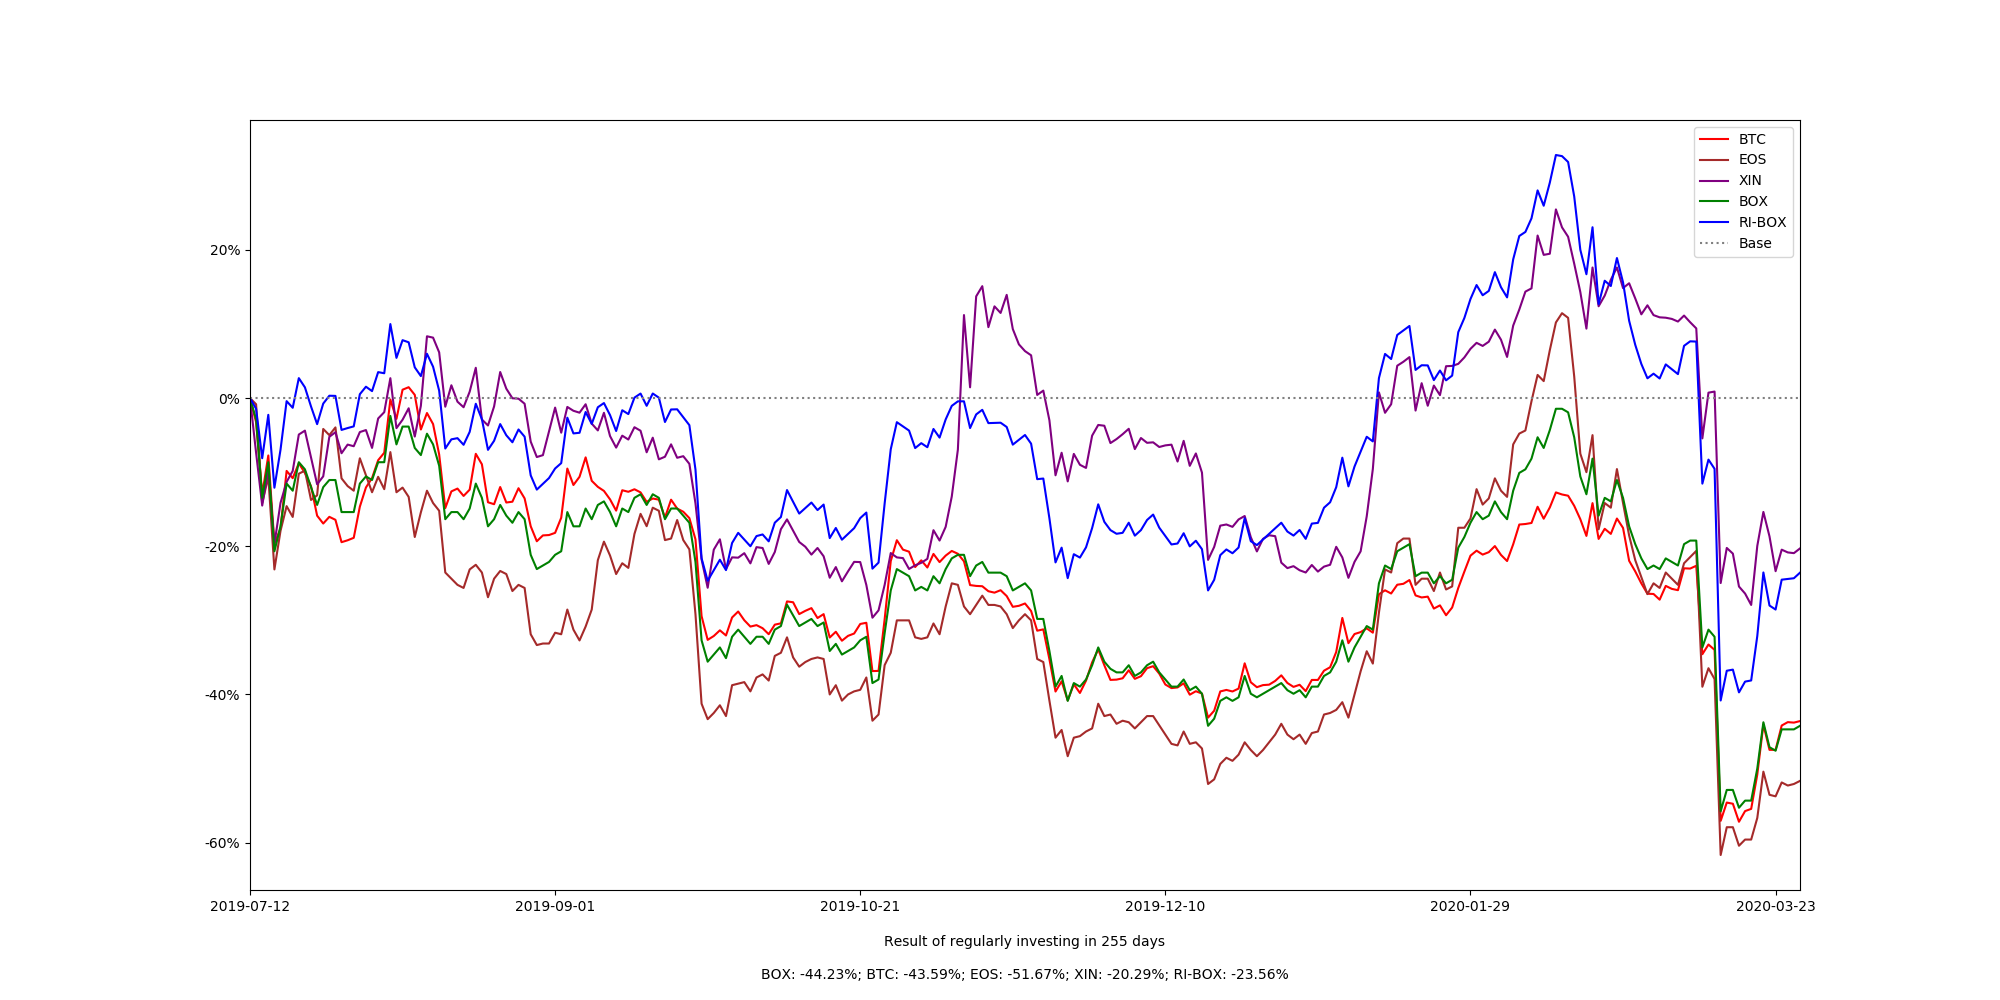 BTC
EOS
XIN
BOX
RI-BOX
Base
20%
0%
-20%
-40%
-60%
2019-07-12 2019-09-01 2019-10-21 2019-12-10 2020-01-29 2020-03-23
Result of regularly investing in 255 days
BOX: -44.23%; BTC: -43.59%; EOS: -51.67%; XIN: -20.29%; RI-BOX: -23.56%